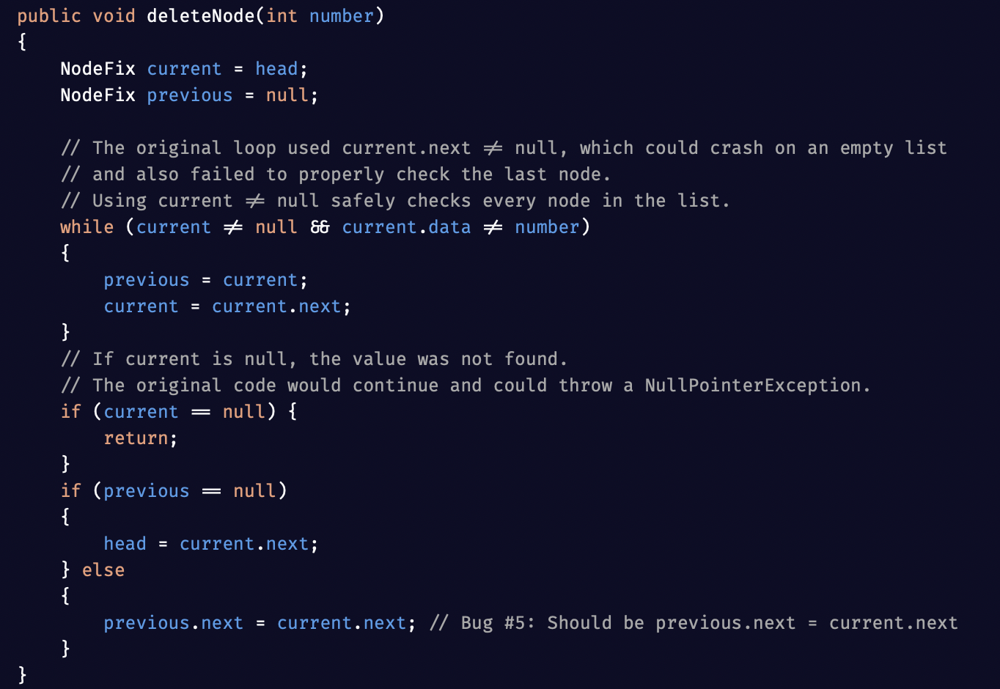 public void deleteNode(int number)
{
    NodeFix current = head;
    NodeFix previous = null;

    // The original loop used current.next != null, which could crash on an empty list
    // and also failed to properly check the last node.
    // Using current != null safely checks every node in the list.
    while (current != null && current.data != number)
    {
        previous = current;
        current = current.next;
    }
    // If current is null, the value was not found.
    // The original code would continue and could throw a NullPointerException.
    if (current == null) {
        return;
    }
    if (previous == null)
    {
        head = current.next;
    } else
    {
        previous.next = current.next; // Bug #5: Should be previous.next = current.next
    }
}